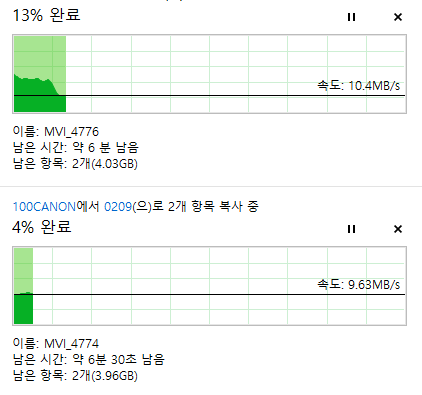 13% 완료
속도: 10.4MB/s
이름: MVI_4776
남은 시간: 약 6 분 남음
남은 항목: 2개(4.03GB)
100CANON에서 0209(으)로 2개 항목 복사 중
4% 완료
속도: 9.63MB/s
이름: MVI_4774
남은 시간: 약 6분 30초 남음
남은 항목: 2개(3.96GB)